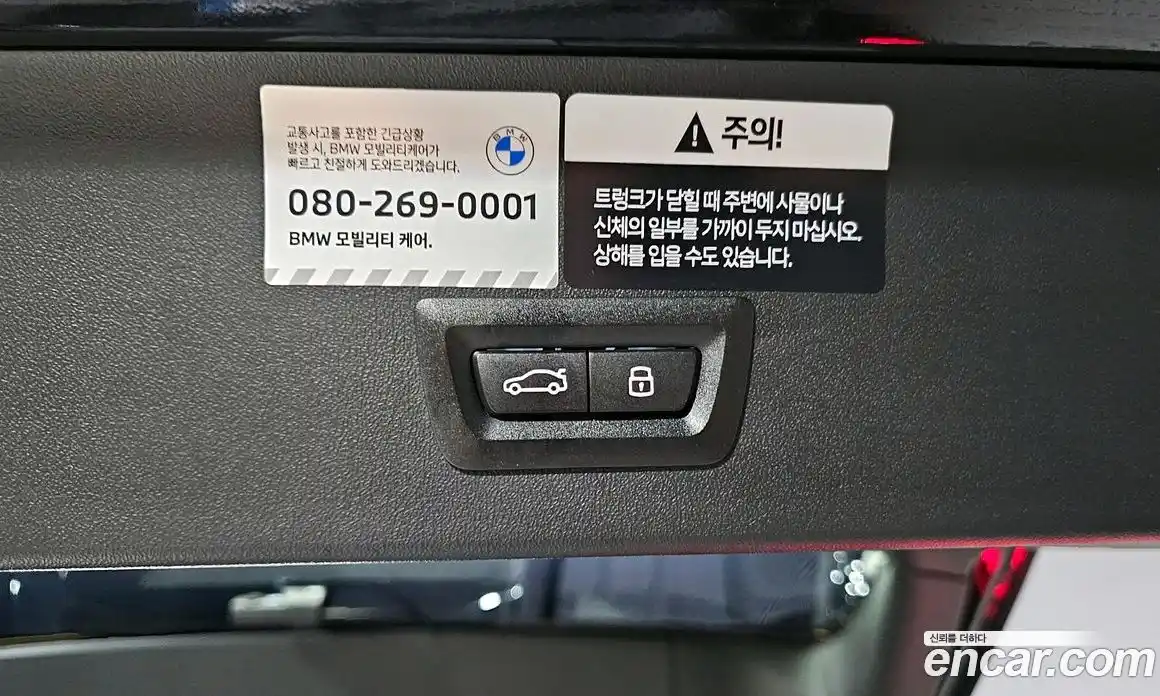 교통사고를 포함한 긴급상황
발생 시, BMW 모빌리티케어가
빠르고 친절하게 도와드리겠습니다.
BMW
080-269-0001
BMW 모빌리티 케어.
주의!
트렁크가 닫힐 때 주변에 사물이나
신체의 일부를 가까이 두지 마십시오.
상해를 입을 수도 있습니다.
신뢰를 더하다
encar.com